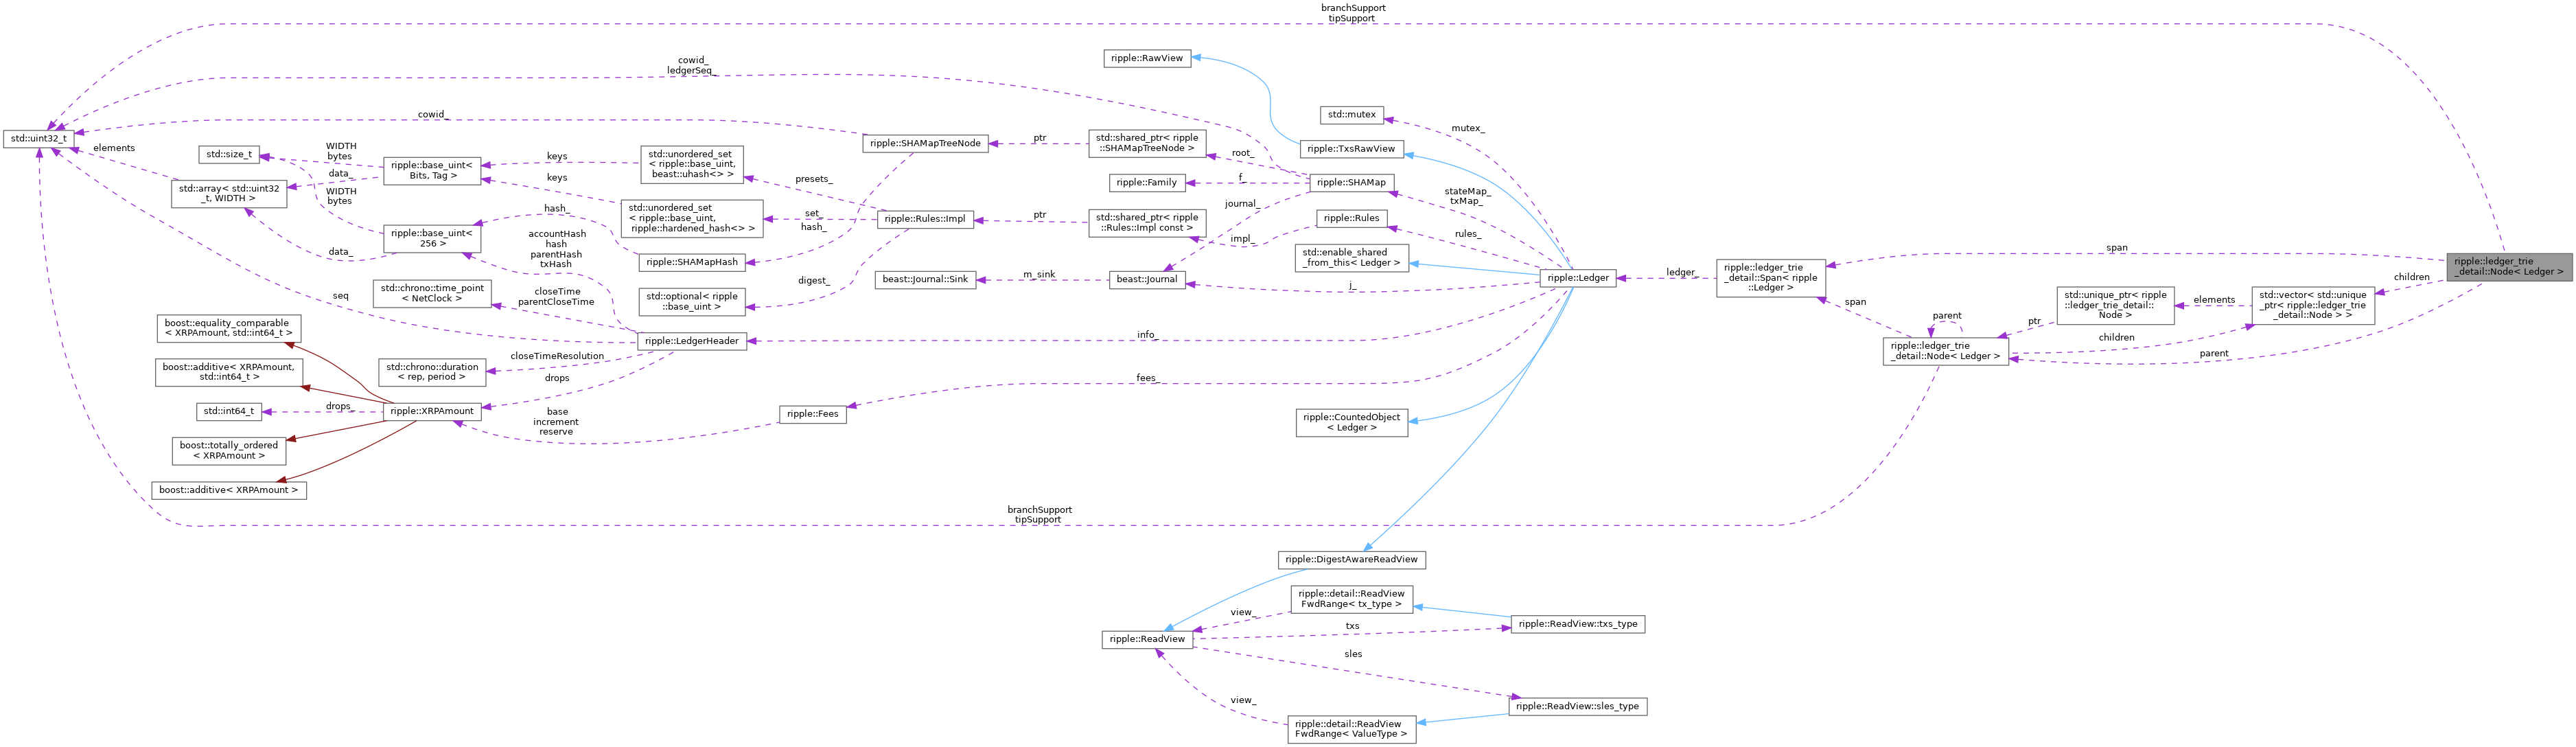 branchSupport
tipSupport
ripple::RawView
cowid_
ledgerSeq_
std::mutex
cowid_
mutex_
std::uint32_t
elements
std::size_t
WIDTH
bytes
ripple::base_uint<
Bits, Tag >
keys
std::unordered_set
< ripple::base_uint,
beast::uhash<> >
ripple::SHAMapTreeNode
ptr
std::shared_ptr< ripple
::SHAMapTreeNode >
root_
ripple::TxsRawView
data_
std::array< std::uint32
_t, WIDTH >
WIDTH
bytes
keys
presets_
ripple::Family
f_
ripple::SHAMap
stateMap_
txMap_
std::unordered_set
< ripple::base_uint,
ripple::hardened_hash<> >
set_
hash_
ripple::Rules::Impl
ptr
std::shared_ptr< ripple
::Rules::Impl const >
journal_
impl_
ripple::Rules
rules_
hash_
ripple::base_uint<
256 >
data_
accountHash
hash
parentHash
txHash
ripple::SHAMapHash
std::enable_shared
_from_this< Ledger >
span
ripple::ledger_trie
_detail::Node< Ledger >
std::chrono::time_point
< NetClock >
seq
closeTime
parentCloseTime
std::optional< ripple
::base_uint >
digest_
beast::Journal::Sink
m_sink
beast::Journal
j_
ripple::Ledger
ledger_
ripple::ledger_trie
_detail::Span< ripple
::Ledger >
span
children
std::unique_ptr< ripple
::ledger_trie_detail::
Node >
elements
std::vector< std::unique
_ptr< ripple::ledger_trie
_detail::Node > >
parent
ptr
children
parent
ripple::ledger_trie
_detail::Node< Ledger >
boost::equality_comparable
< XRPAmount, std::int64_t >
ripple::LedgerHeader
info_
closeTimeResolution
boost::additive< XRPAmount,
std::int64_t >
std::chrono::duration
< rep, period >
drops
fees_
std::int64_t
drops_
ripple::XRPAmount
base
increment
reserve
ripple::Fees
ripple::CountedObject
< Ledger >
boost::totally_ordered
< XRPAmount >
boost::additive< XRPAmount >
branchSupport
tipSupport
ripple::DigestAwareReadView
ripple::detail::ReadView
FwdRange< tx_type >
view_
ripple::ReadView
txs
ripple::ReadView::txs_type
sles
view_
ripple::ReadView::sles_type
ripple::detail::ReadView
FwdRange< ValueType >